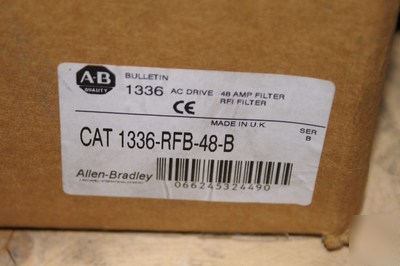 A-B
QUALITY
BULLETIN
1336 AC DRIVE 48 AMP FILTER
RFI FILTER
CE
MADE IN U.K.
SER
B
CAT 1336-RFB-48-B
Allen-Bradley
066245324490